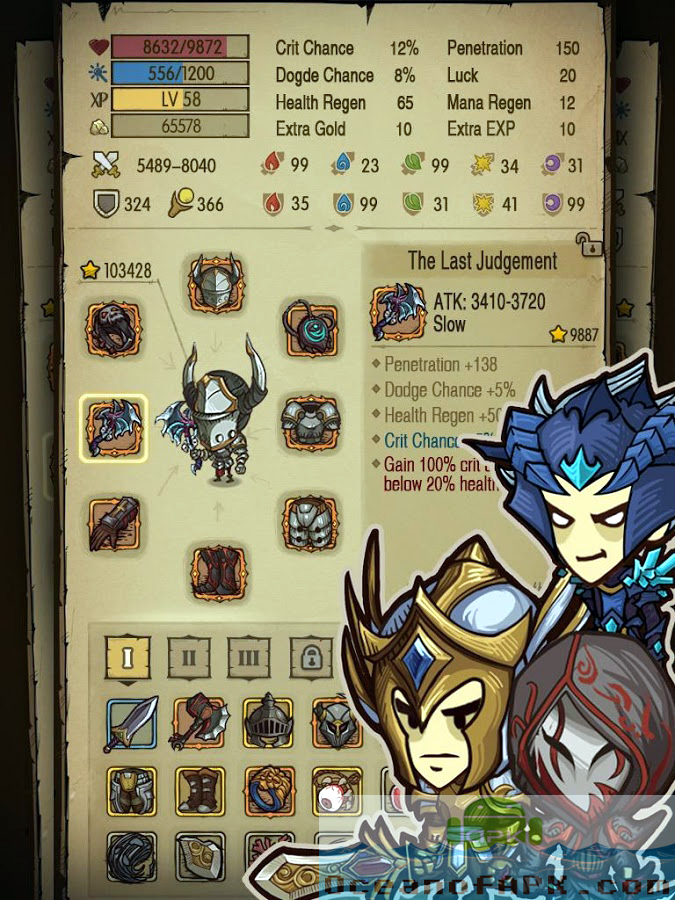 8632/9872 Crit Chance 12% Penetration 150
556/1200 Dogde Chance 8% Luck 20
XP LV 58 Health Regen 65 Mana Regen 12
65578 Extra Gold 10 Extra EXP 10
5489-8040 99 23 99 34 31
324 366 35 99 31 41 99
103428
The Last Judgement
ATK: 3410-3720
Slow
9887
Penetration +138
Dodge Chance +5%
Health Regen +50
Crit Chance
Gain 100% crit
below 20% health
I II III
OceanofAPK.com